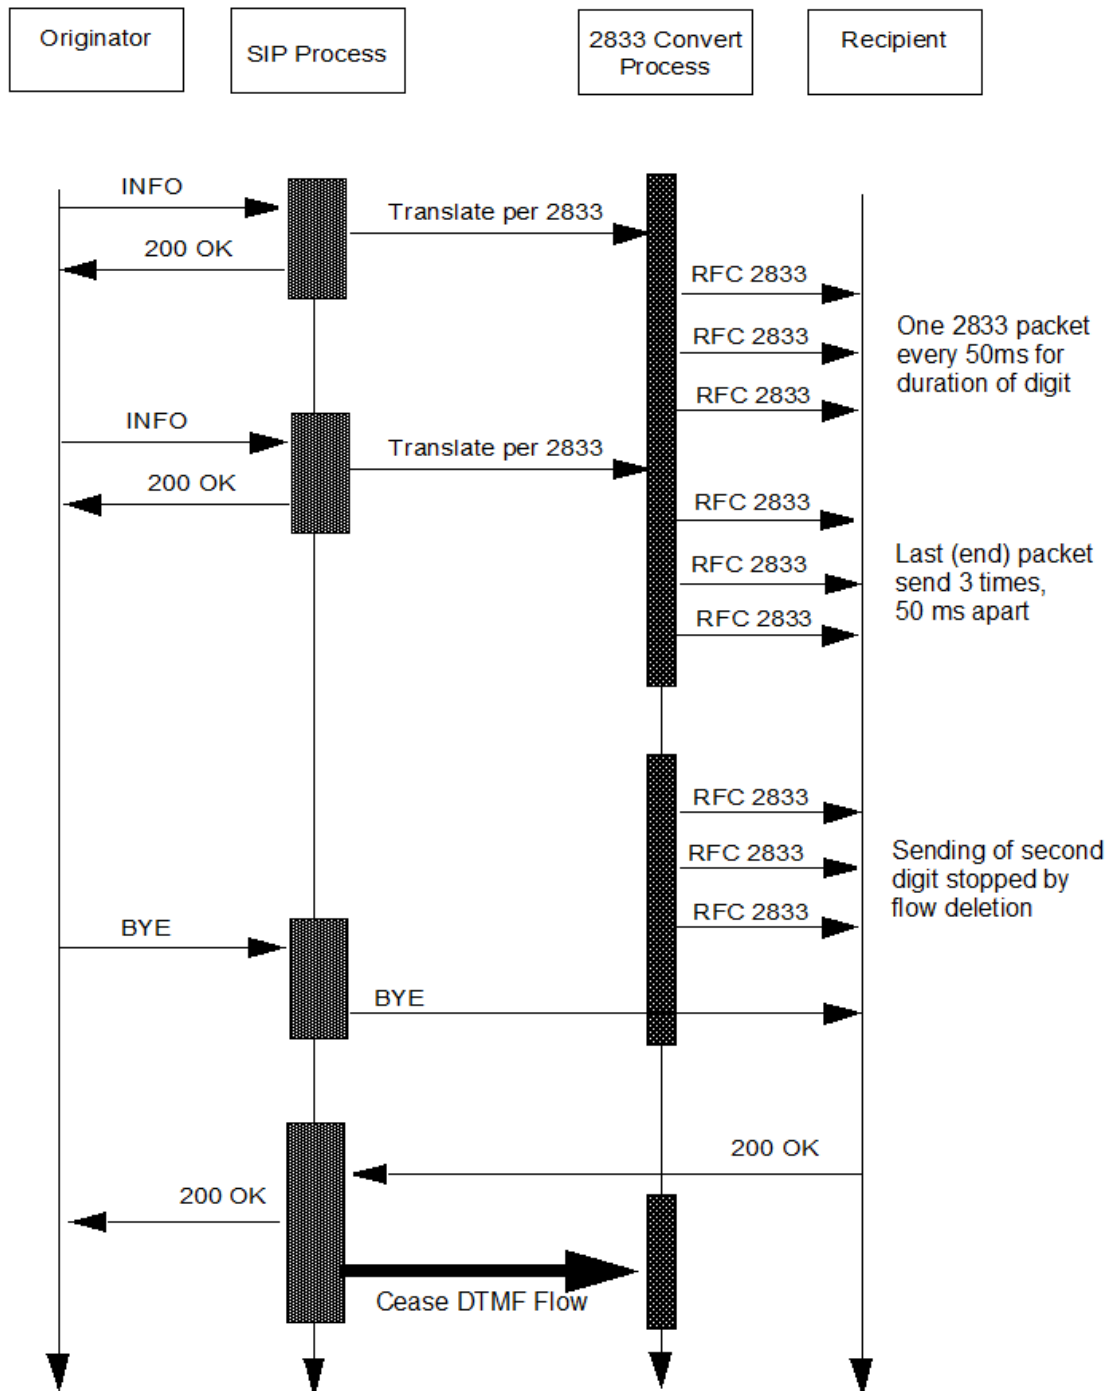 Originator
SIP Process
2833 Convert
Process
Recipient
INFO
Translate per 2833
200 OK
RFC 2833
RFC 2833
RFC 2833
One 2833 packet
every 50ms for
duration of digit
INFO
Translate per 2833
200 OK
RFC 2833
RFC 2833
RFC 2833
Last (end) packet
send 3 times,
50 ms apart
RFC 2833
RFC 2833
RFC 2833
Sending of second
digit stopped by
flow deletion
BYE
BYE
200 OK
200 OK
Cease DTMF Flow